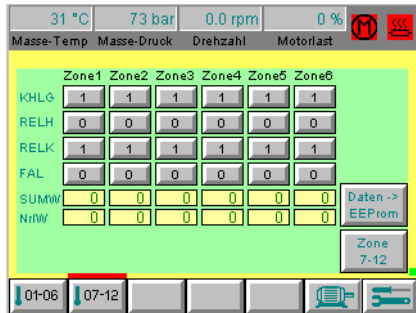 31 °C 73 bar 0.0 rpm 0 %
Masse-Temp Masse-Druck Drehzahl Motorlast
M
Zone1 Zone2 Zone3 Zone4 Zone5 Zone6
KHLG 1 1 1 1 1 1
RELH 0 0 0 0 0 0
RELK 1 1 1 1 1 1
FAL 0 0 0 0 0 0
SUMW 0 0 0 0 0 0
NrIW 0 0 0 0 0 0
Daten ->
EEProm
Zone
7-12
01-06 07-12